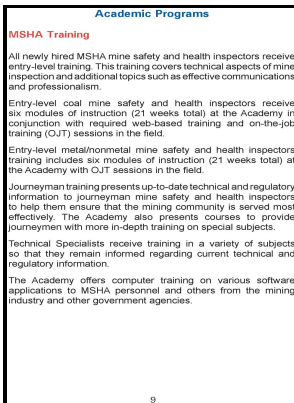 Academic Programs
MSHA Training
All newly hired MSHA mine safety and health inspectors receive
entry-level training. This training covers technical aspects of mine
inspection and additional topics such as effective communications
and professionalism.
Entry-level coal mine safety and health inspectors receive
six modules of instruction (21 weeks total) at the Academy in
conjunction with required web-based training and on-the-job
training (OJT) sessions in the field.
Entry-level metal/nonmetal mine safety and health inspectors
training includes six modules of instruction (21 weeks total) at
the Academy with OJT sessions in the field.
Journeyman training presents up-to-date technical and regulatory
information to journeyman mine safety and health inspectors
to help them ensure that the mining community is served most
effectively. The Academy also presents courses to provide
journeymen with more in-depth training on special subjects.
Technical Specialists receive training in a variety of subjects
so that they remain informed regarding current technical and
regulatory information.
The Academy offers computer training on various software
applications to MSHA personnel and others from the mining
industry and other government agencies.
9